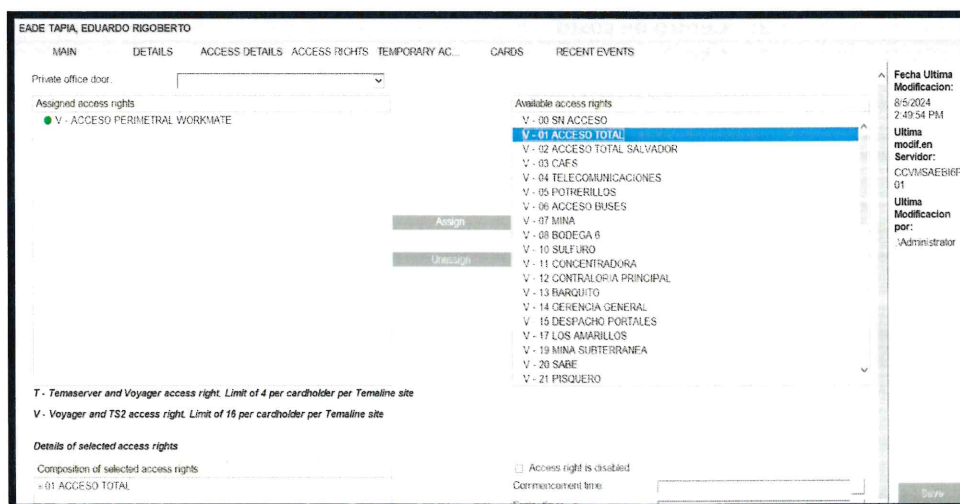 EADE TAPIA, EDUARDO RIGOBERTO
MAIN DETAILS ACCESS DETAILS ACCESS RIGHTS TEMPORARY AC... CARDS RECENT EVENTS
Private office door:
Assigned access rights
V - ACCESO PERIMETRAL WORKMATE
Assign
Unassign
Available access rights
V - 00 SN ACCESO
V - 01 ACCESO TOTAL
V - 02 ACCESO TOTAL SALVADOR
V - 03 CAES
V - 04 TELECOMUNICACIONES
V - 05 POTRERILLOS
V - 06 ACCESO BUSES
V - 07 MINA
V - 08 BODEGA 6
V - 10 SULFURO
V - 11 CONCENTRADORA
V - 12 CONTRALORIA PRINCIPAL
V - 13 BARQUITO
V - 14 GERENCIA GENERAL
V 15 DESPACHO PORTALES
V - 17 LOS AMARILLOS
V - 19 MINA SUBTERRANEA
V - 20 SABE
V - 21 PISQUERO
T - Temaserver and Voyager access right. Limit of 4 per cardholder per Temaline site
V - Voyager and TS2 access right. Limit of 16 per cardholder per Temaline site
Details of selected access rights
Composition of selected access rights
01 ACCESO TOTAL
Access right is disabled
Commencement time
Fecha Ultima
Modificacion:
8/5/2024
2:49:54 PM
Ultima
modif.en
Servidor:
CCVMSAEBI6P
01
Ultima
Modificacion
por:
.\Administrator
Save